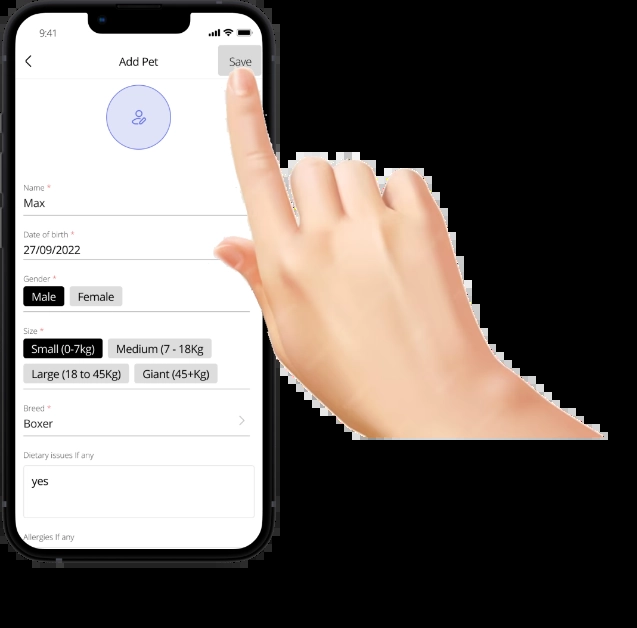 9:41
Add Pet Save
Name *
Max
Date of birth *
27/09/2022
Gender *
Male Female
Size *
Small (0-7kg) Medium (7 - 18Kg
Large (18 to 45Kg) Giant (45+Kg)
Breed *
Boxer
Dietary issues If any
yes
Allergies If any